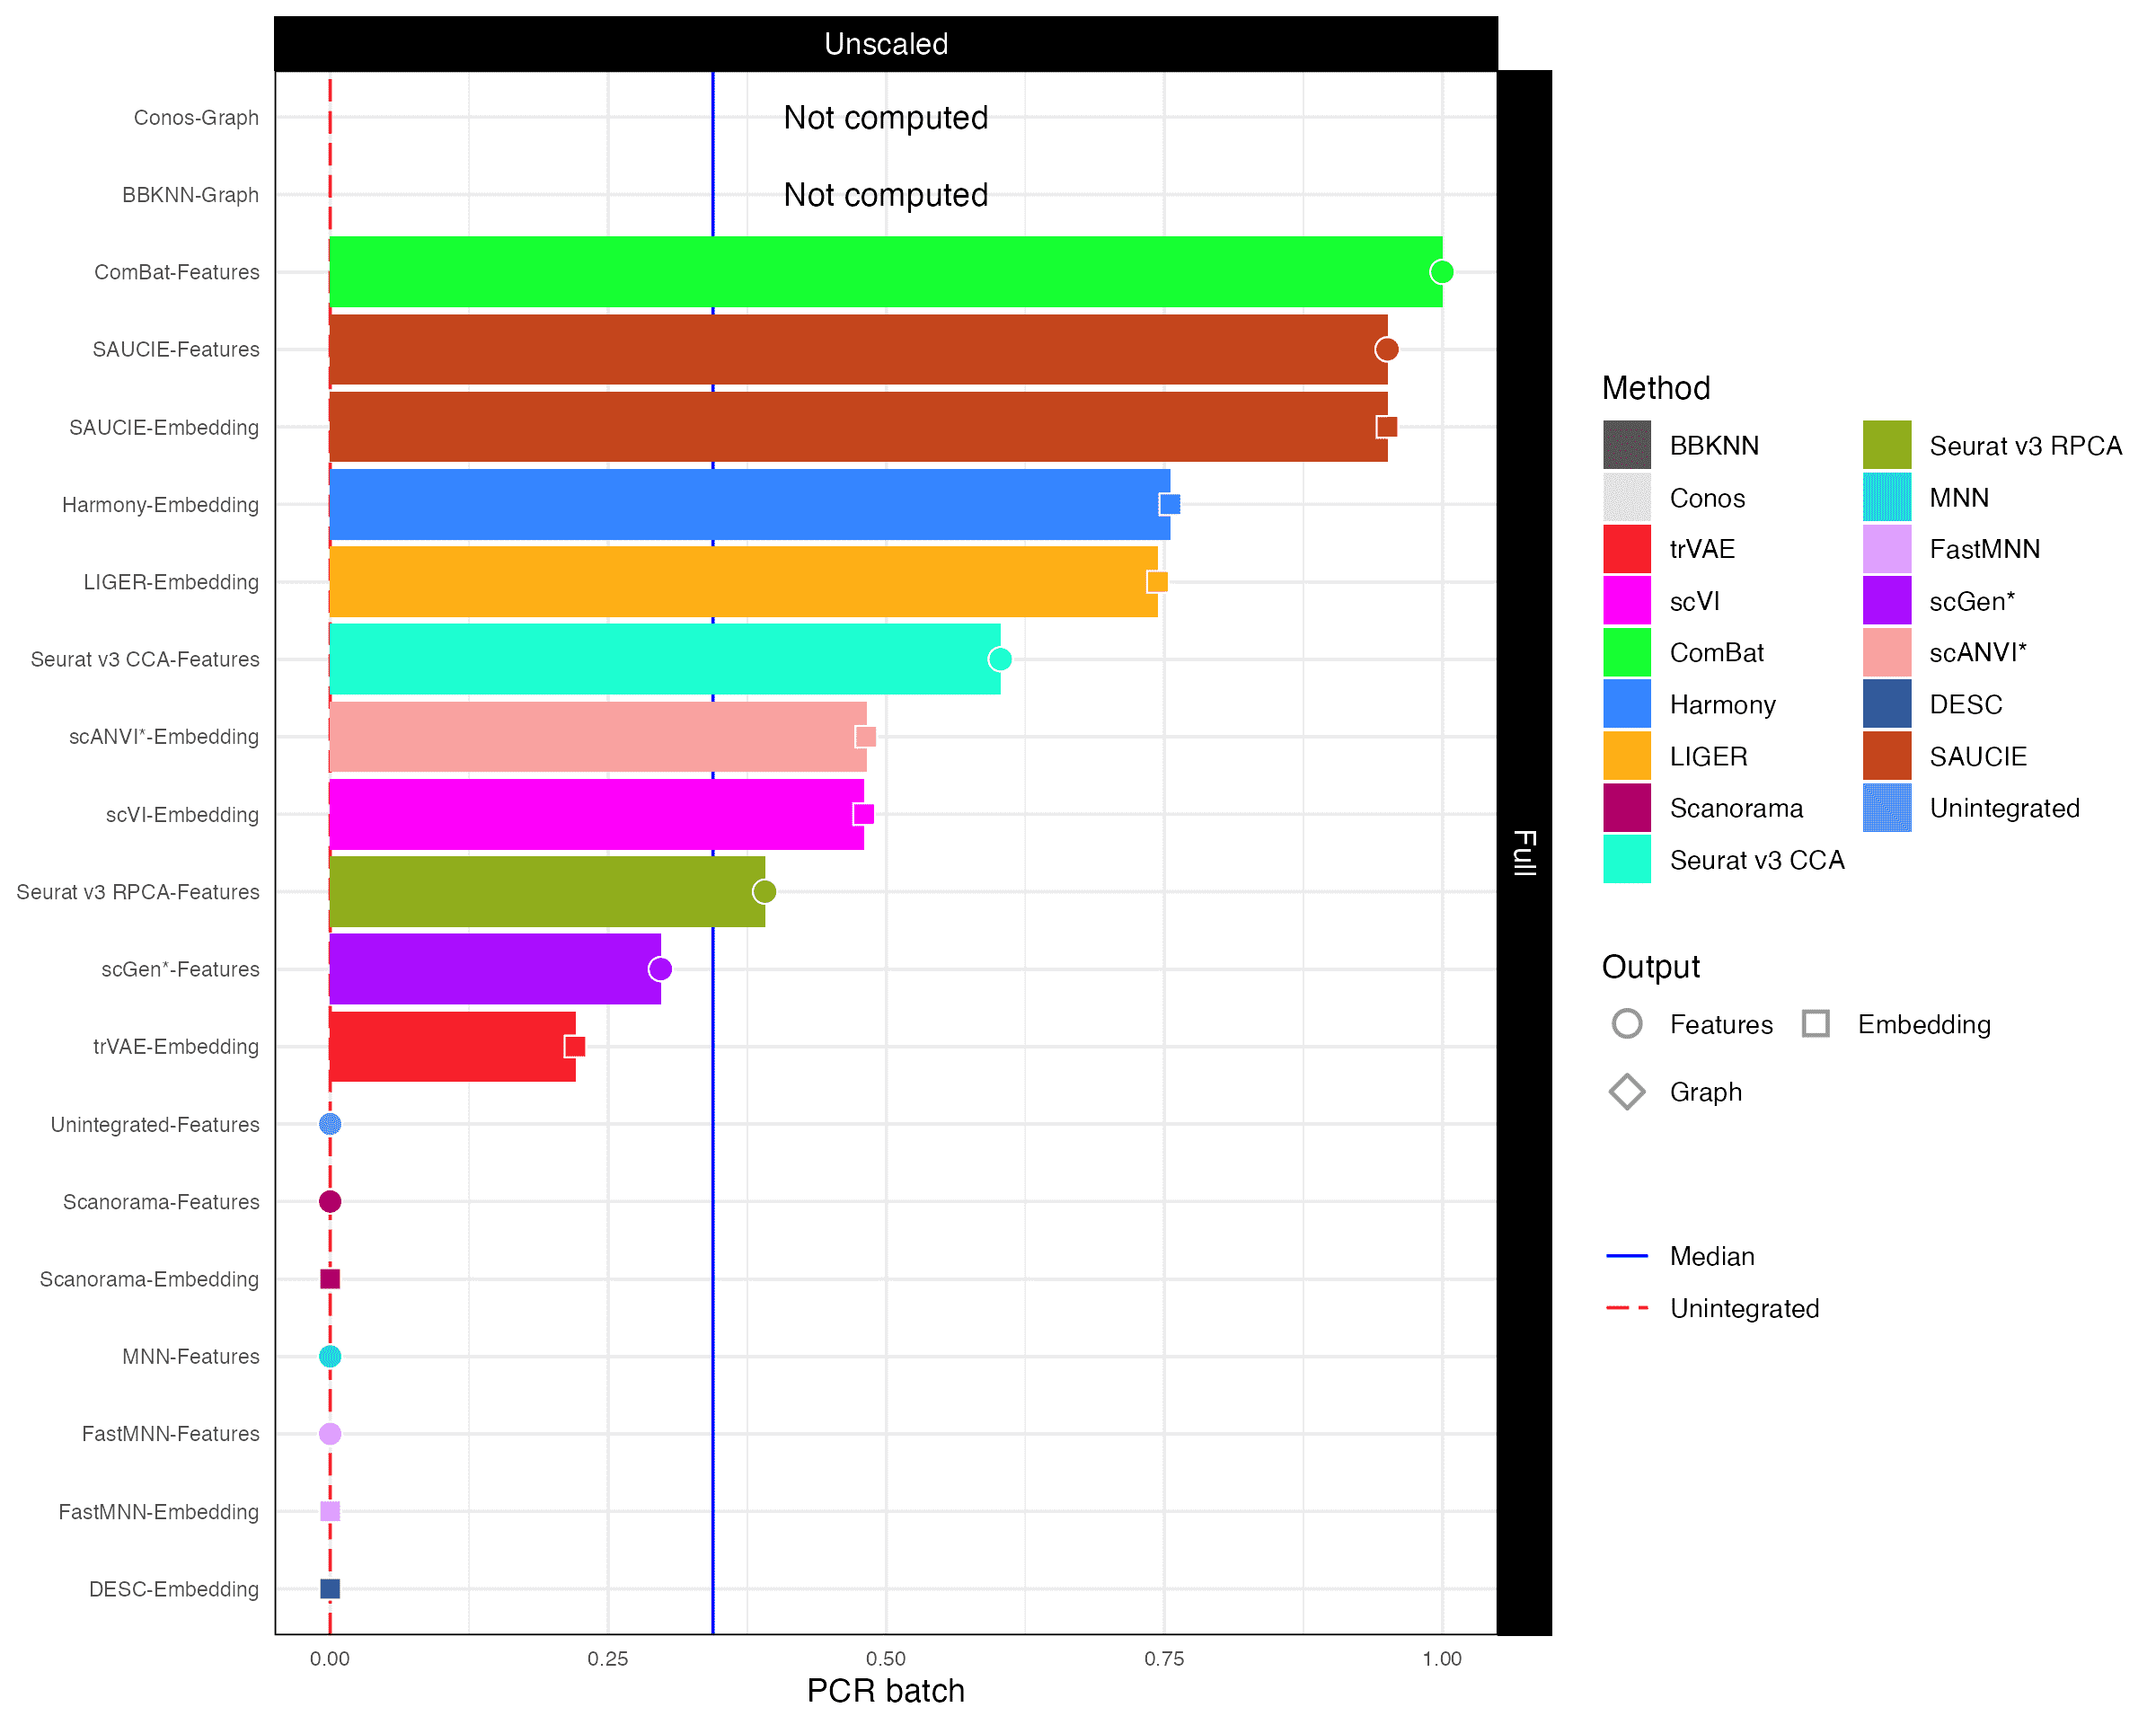 Unscaled
Conos-Graph
Not computed
BBKNN-Graph
Not computed
ComBat-Features
SAUCIE-Features
SAUCIE-Embedding
Harmony-Embedding
LIGER-Embedding
Seurat v3 CCA-Features
scANVI*-Embedding
scVI-Embedding
Seurat v3 RPCA-Features
scGen*-Features
trVAE-Embedding
Unintegrated-Features
Scanorama-Features
Scanorama-Embedding
MNN-Features
FastMNN-Features
FastMNN-Embedding
DESC-Embedding
0.00 0.25 0.50 0.75 1.00
PCR batch
Full
Method
BBKNN
Conos
trVAE
scVI
ComBat
Harmony
LIGER
Scanorama
Seurat v3 CCA
Seurat v3 RPCA
MNN
FastMNN
scGen*
scANVI*
DESC
SAUCIE
Unintegrated
Output
Features Embedding
Graph
Median
Unintegrated